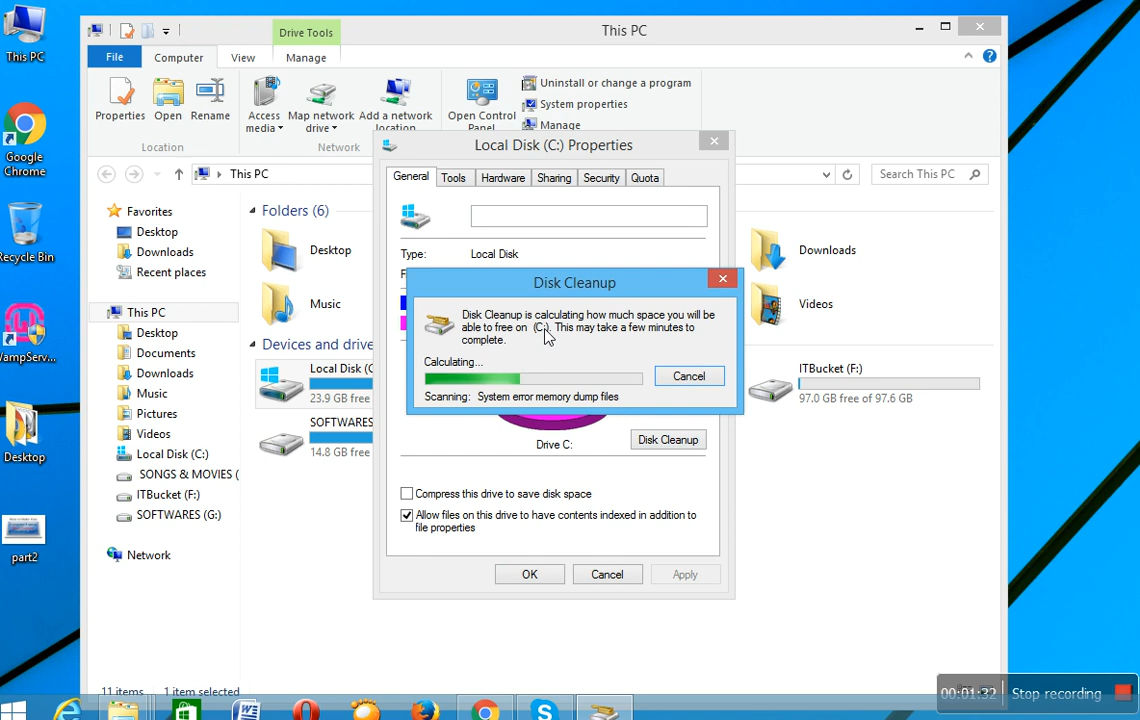 This PC
Google
Chrome
Recycle Bin
WampServ...
Desktop
part2
Drive Tools
This PC
File
Computer
View
Manage
Properties
Open
Rename
Access
media
Map network
drive
Add a network
location
Open Control
Panel
Uninstall or change a program
System properties
Manage
Location
Network
This PC
Search This PC
Favorites
Desktop
Downloads
Recent places
This PC
Desktop
Documents
Downloads
Music
Pictures
Videos
Local Disk (C:)
SONGS & MOVIES (
ITBucket (F:)
SOFTWARES (G:)
Network
Folders (6)
Desktop
Music
Downloads
Videos
Devices and drive
Local Disk (C
23.9 GB free
SOFTWARES
14.8 GB free
ITBucket (F:)
97.0 GB free of 97.6 GB
Local Disk (C:) Properties
General
Tools
Hardware
Sharing
Security
Quota
Type:
Local Disk
F
Disk Cleanup
Disk Cleanup is calculating how much space you will be
able to free on (C:). This may take a few minutes to
complete.
Calculating...
Cancel
Scanning: System error memory dump files
Drive C:
Disk Cleanup
Compress this drive to save disk space
Allow files on this drive to have contents indexed in addition to
file properties
OK
Cancel
Apply
11 items
1 item selected
00:01:32
Stop recording